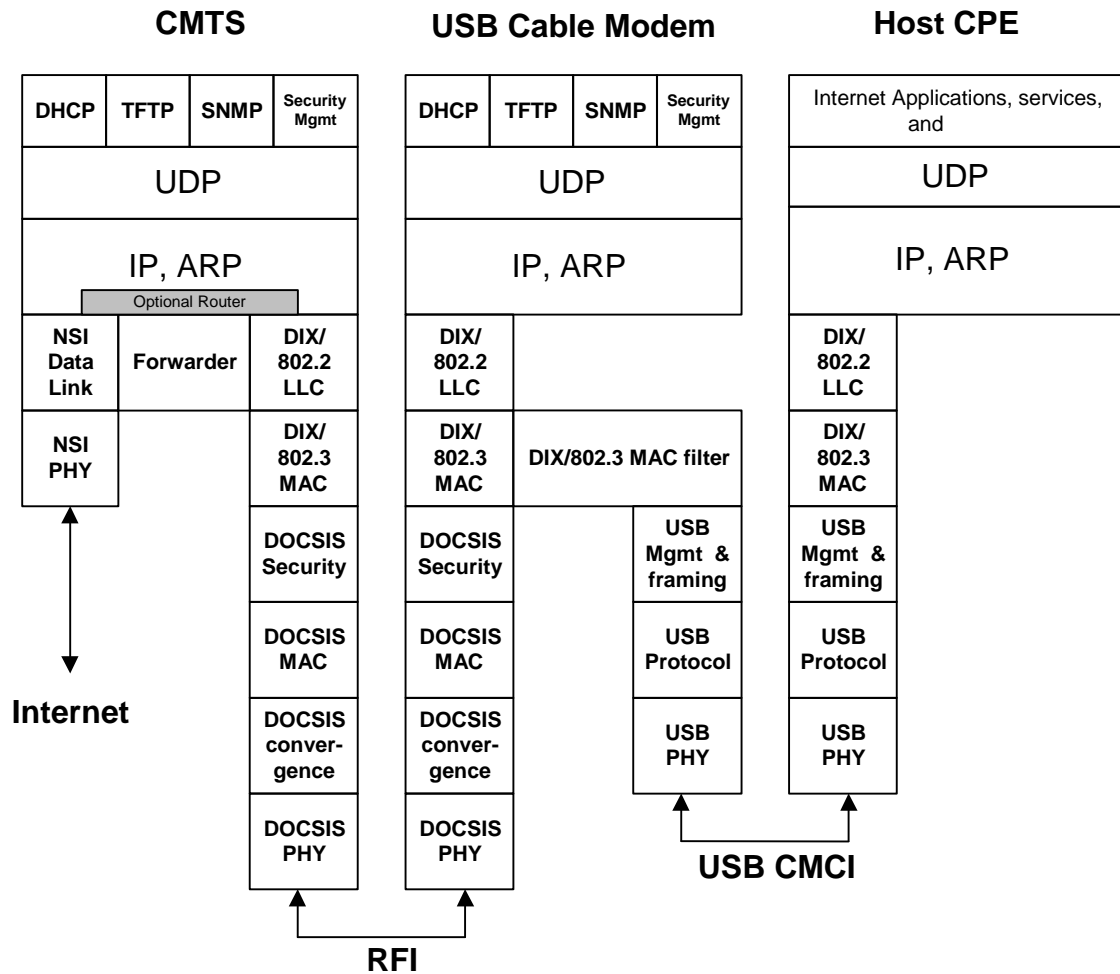 CMTS
USB Cable Modem
Host CPE
DHCP
TFTP
SNMP
Security
Mgmt
UDP
IP, ARP
Optional Router
NSI
Data
Link
Forwarder
DIX/
802.2
LLC
NSI
PHY
DIX/
802.3
MAC
DOCSIS
Security
DOCSIS
MAC
DOCSIS
conver-
gence
DOCSIS
PHY
Internet
DHCP
TFTP
SNMP
Security
Mgmt
UDP
IP, ARP
DIX/
802.2
LLC
DIX/
802.3
MAC
DIX/802.3 MAC filter
DOCSIS
Security
DOCSIS
MAC
DOCSIS
conver-
gence
DOCSIS
PHY
USB
Mgmt & 
framing
USB
Protocol
USB
PHY
Internet Applications, services,
and
UDP
IP, ARP
DIX/
802.2
LLC
DIX/
802.3
MAC
USB
Mgmt &
framing
USB
Protocol
USB
PHY
USB CMCI
RFI